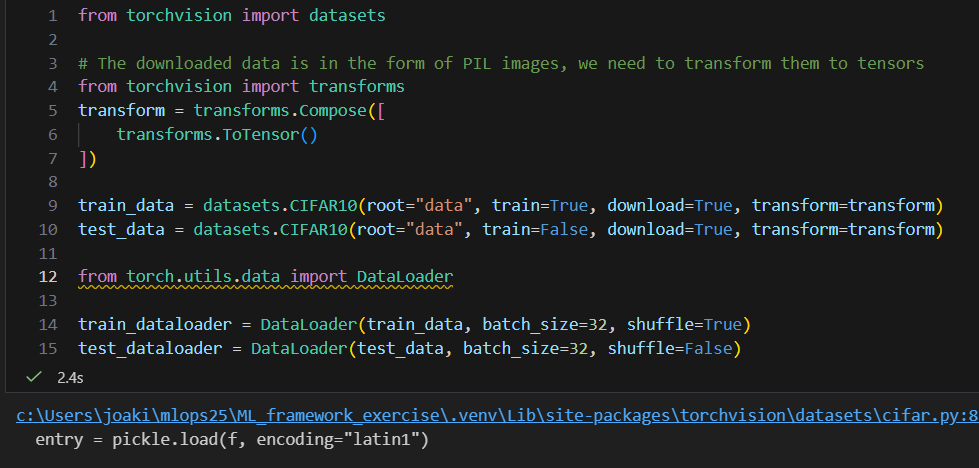 1 from torchvision import datasets
2
3 # The downloaded data is in the form of PIL images, we need to transform them to tensors
4 from torchvision import transforms
5 transform = transforms.Compose([
6     transforms.ToTensor()
7 ])
8
9 train_data = datasets.CIFAR10(root="data", train=True, download=True, transform=transform)
10 test_data = datasets.CIFAR10(root="data", train=False, download=True, transform=transform)
11
12 from torch.utils.data import DataLoader
13
14 train_dataloader = DataLoader(train_data, batch_size=32, shuffle=True)
15 test_dataloader = DataLoader(test_data, batch_size=32, shuffle=False)
✓ 2.4s
c:\Users\joaki\mlops25\ML_framework_exercise\.venv\Lib\site-packages\torchvision\datasets\cifar.py:8
  entry = pickle.load(f, encoding="latin1")